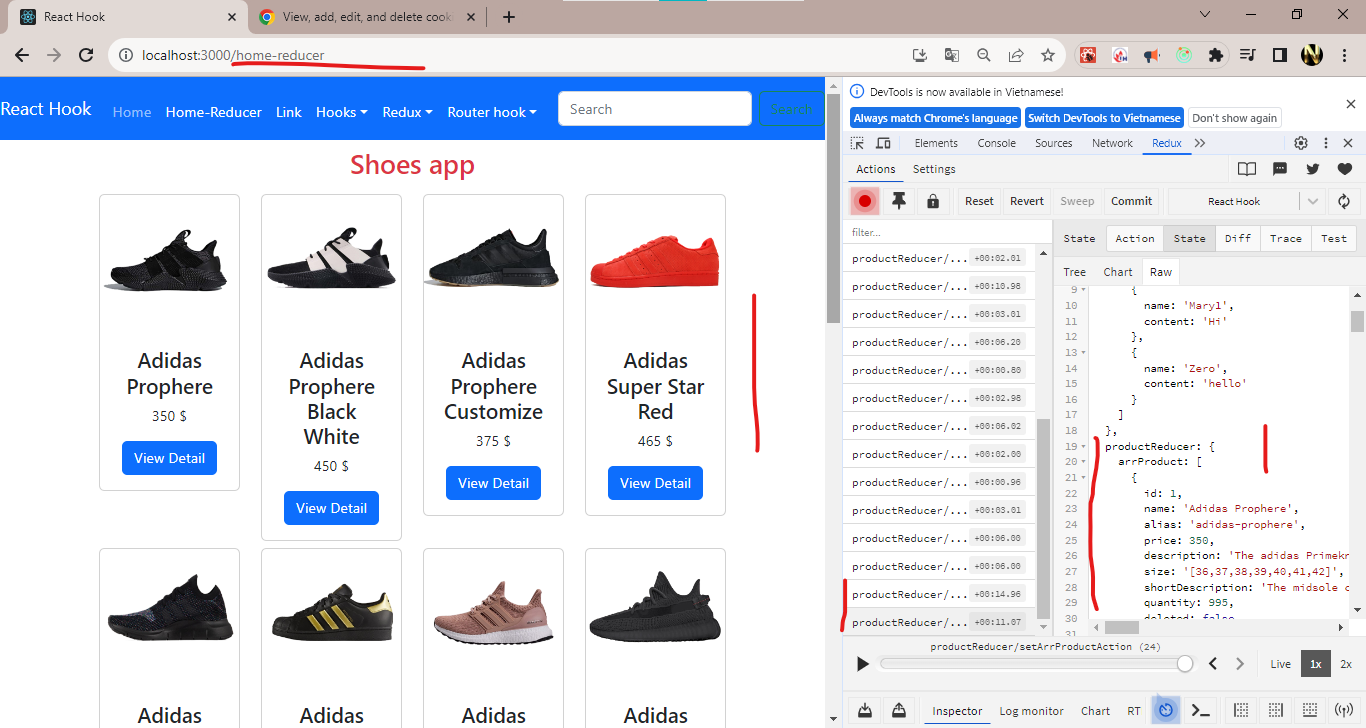 React Hook
View, add, edit, and delete cook
localhost:3000/home-reducer
React Hook
Home
Home-Reducer
Link
Hooks
Redux
Router hook
Search
Search
Shoes app
Adidas Prophere
350 $
View Detail
Adidas Prophere Black White
450 $
View Detail
Adidas Prophere Customize
375 $
View Detail
Adidas Super Star Red
465 $
View Detail
Adidas
Adidas
Adidas
Adidas
DevTools is now available in Vietnamese!
Always match Chrome's language
Switch DevTools to Vietnamese
Don't show again
Elements
Console
Sources
Network
Redux
Actions
Settings
Reset
Revert
Sweep
Commit
React Hook
filter...
productReducer/... +00:02.01
productReducer/... +00:10.98
productReducer/... +00:03.01
productReducer/... +00:06.20
productReducer/... +00:00.80
productReducer/... +00:02.98
productReducer/... +00:06.02
productReducer/... +00:02.00
productReducer/... +00:00.96
productReducer/... +00:03.01
productReducer/... +00:06.00
productReducer/... +00:06.00
productReducer/... +00:14.96
productReducer/... +00:11.07
State
Action
State
Diff
Trace
Test
Tree
Chart
Raw
9 {
10 name: 'Maryl',
11 content: 'Hi'
12 },
13 {
14 name: 'Zero',
15 content: 'hello'
16 }
17 ]
18 },
19 productReducer: {
20 arrProduct: [
21 {
22 id: 1,
23 name: 'Adidas Prophere',
24 alias: 'adidas-prophere',
25 price: 350,
26 description: 'The adidas Primekn
27 size: '[36,37,38,39,40,41,42]',
28 shortDescription: 'The midsole c
29 quantity: 995,
30 deleted: false
31
productReducer/setArrProductAction (24)
Live
1x
2x
Inspector
Log monitor
Chart
RT